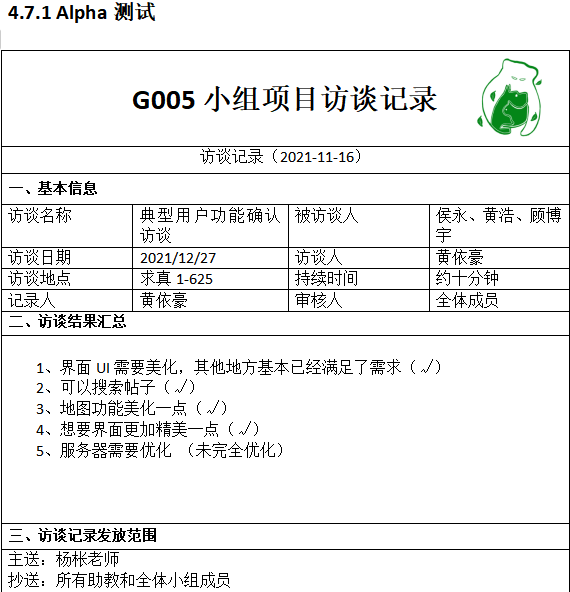 4.7.1 Alpha 测试
G005 小组项目访谈记录
访谈记录（2021-11-16）
一、基本信息
访谈名称 典型用户功能确认 被访谈人 侯永、黄浩、顾博
访谈 宇
访谈日期 2021/12/27 访谈人 黄依豪
访谈地点 求真 1-625 持续时间 约十分钟
记录人 黄依豪 审核人 全体成员
二、访谈结果汇总
1、界面 UI 需要美化，其他地方基本已经满足了需求（√）
2、可以搜索帖子（√）
3、地图功能美化一点（√）
4、想要界面更加精美一点（√）
5、服务器需要优化 （未完全优化）
三、访谈记录发放范围
主送：杨枨老师
抄送：所有助教和全体小组成员